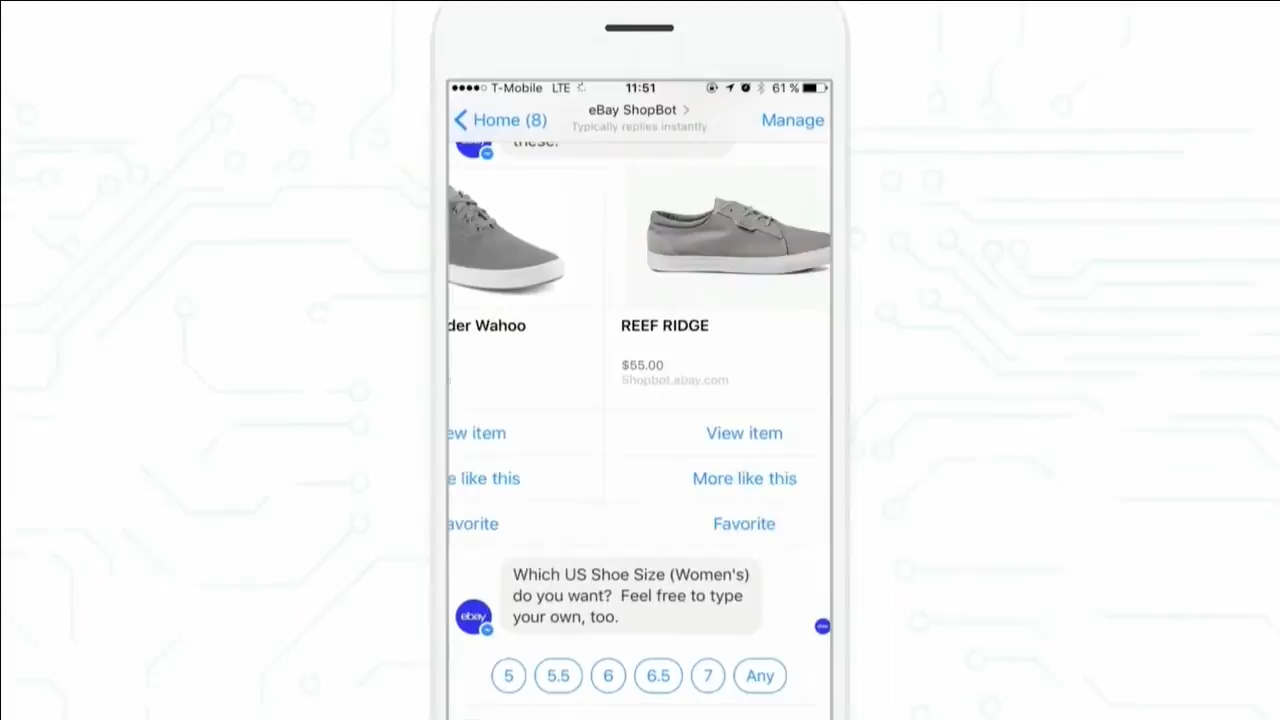 T-Mobile LTE 11:51 61 %
Home (8) eBay ShopBot Manage
Typically replies instantly
these:
der Wahoo REEF RIDGE
$55.00
Shopbot.ebay.com
ew item View item
e like this More like this
avorite Favorite
Which US Shoe Size (Women's)
do you want? Feel free to type
your own, too.
ebay
5 5.5 6 6.5 7 Any